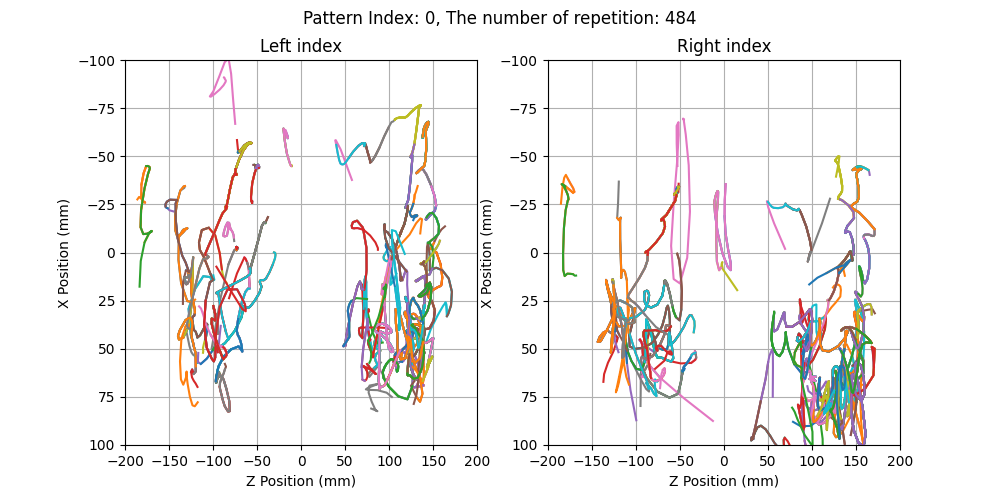 Pattern Index: 0, The number of repetition: 484
Left index
Right index
−100
−75
−50
−25
0
25
50
75
100
X Position (mm)
−200 −150 −100 −50 0 50 100 150 200
Z Position (mm)
−100
−75
−50
−25
0
25
50
75
100
X Position (mm)
−200 −150 −100 −50 0 50 100 150 200
Z Position (mm)